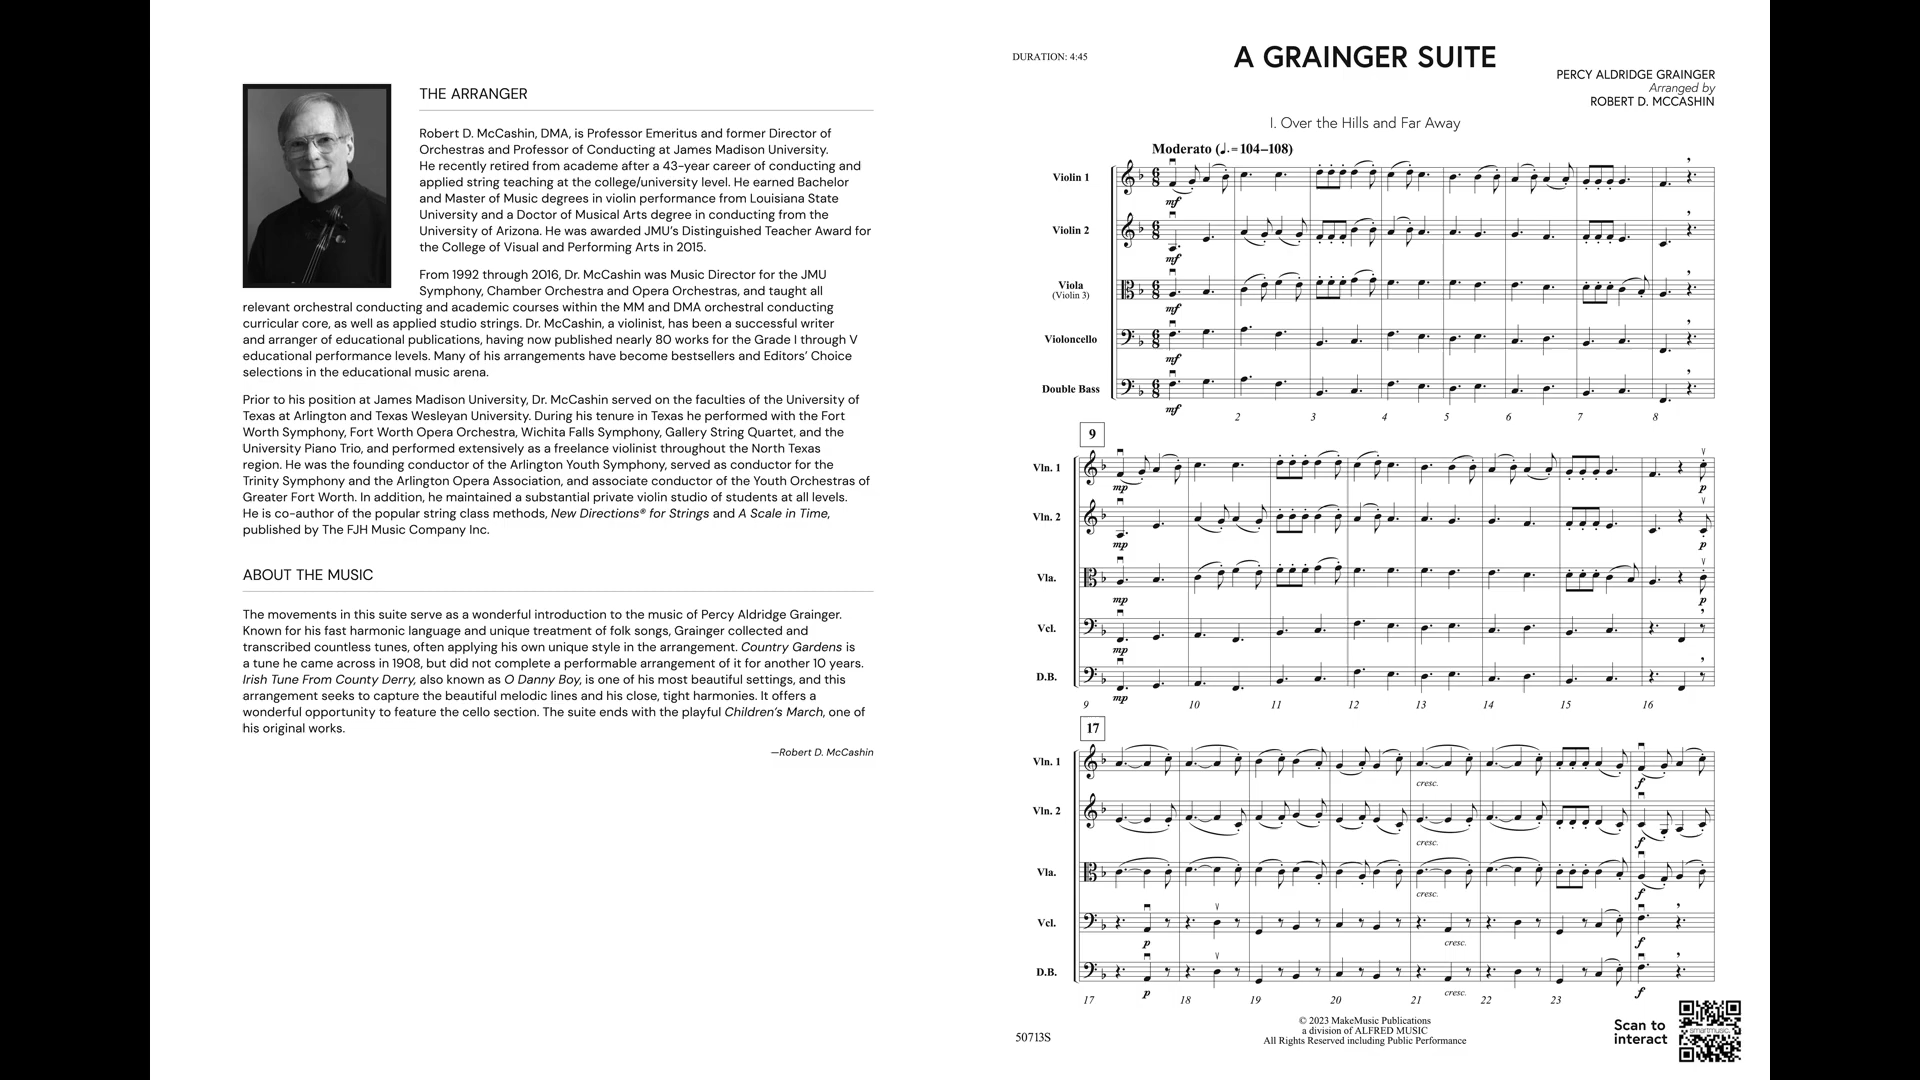 THE ARRANGER
Robert D. McCashin, DMA, is Professor Emeritus and former Director of
Orchestras and Professor of Conducting at James Madison University.
He recently retired from academe after a 43-year career of conducting and
applied string teaching at the college/university level. He earned Bachelor
and Master of Music degrees in violin performance from Louisiana State
University and a Doctor of Musical Arts degree in conducting from the
University of Arizona. He was awarded JMU's Distinguished Teacher Award for
the College of Visual and Performing Arts in 2015.
From 1992 through 2016, Dr. McCashin was Music Director for the JMU
Symphony, Chamber Orchestra and Opera Orchestras, and taught all
relevant orchestral conducting and academic courses within the MM and DMA orchestral conducting
curricular core, as well as applied studio strings. Dr. McCashin, a violinist, has been a successful writer
and arranger of educational publications, having now published nearly 80 works for the Grade I through V
educational performance levels. Many of his arrangements have become bestsellers and Editors' Choice
selections in the educational music arena.
Prior to his position at James Madison University, Dr. McCashin served on the faculties of the University of
Texas at Arlington and Texas Wesleyan University. During his tenure in Texas he performed with the Fort
Worth Symphony, Fort Worth Opera Orchestra, Wichita Falls Symphony, Gallery String Quartet, and the
University Piano Trio, and performed extensively as a freelance violinist throughout the North Texas
region. He was the founding conductor of the Arlington Youth Symphony, served as conductor for the
Trinity Symphony and the Arlington Opera Association, and associate conductor of the Youth Orchestras of
Greater Fort Worth. In addition, he maintained a substantial private violin studio of students at all levels.
He is co-author of the popular string class methods, New Directions® for Strings and A Scale in Time,
published by The FJH Music Company Inc.
ABOUT THE MUSIC
The movements in this suite serve as a wonderful introduction to the music of Percy Aldridge Grainger.
Known for his fast harmonic language and unique treatment of folk songs, Grainger collected and
transcribed countless tunes, often applying his own unique style in the arrangement. Country Gardens is
a tune he came across in 1908, but did not complete a performable arrangement of it for another 10 years.
Irish Tune From County Derry, also known as O Danny Boy, is one of his most beautiful settings, and this
arrangement seeks to capture the beautiful melodic lines and his close, tight harmonies. It offers a
wonderful opportunity to feature the cello section. The suite ends with the playful Children's March, one of
his original works.
—Robert D. McCashin
DURATION: 4:45
A GRAINGER SUITE
PERCY ALDRIDGE GRAINGER
Arranged by
ROBERT D. MCCASHIN
I. Over the Hills and Far Away
Moderato (♩. = 104–108)
Violin 1
mf
Violin 2
mf
Viola
(Violin 3)
mf
Violoncello
mf
Double Bass
mf
2 3 4 5 6 7 8
9
Vln. 1
mp p
Vln. 2
mp p
Vla.
mp p
Vcl.
mp
D.B.
mp
9 10 11 12 13 14 15 16
17
Vln. 1
cresc. f
Vln. 2
cresc. f
Vla.
cresc. f
Vcl.
p cresc. f
D.B.
p cresc. f
17 18 19 20 21 22 23
© 2023 MakeMusic Publications
a division of ALFRED MUSIC
All Rights Reserved including Public Performance
50713S
Scan to
interact
smartmusic